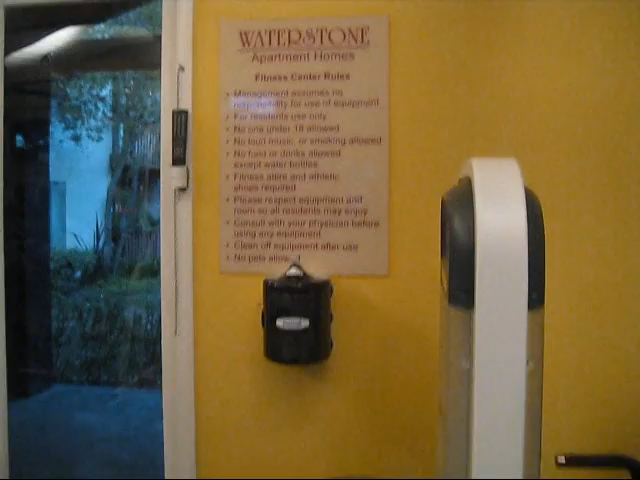 WATERSTONE
Apartment Homes
Fitness Center Rules
• Management assumes no
responsibility for use of equipment
• For residents use only
• No one under 18 allowed
• No loud music, or smoking allowed
• No food or drinks allowed
except water bottles
• Fitness attire and athletic
shoes required
• Please respect equipment and
room so all residents may enjoy
• Consult with your physician before
using any equipment
• Clean off equipment after use
• No pets